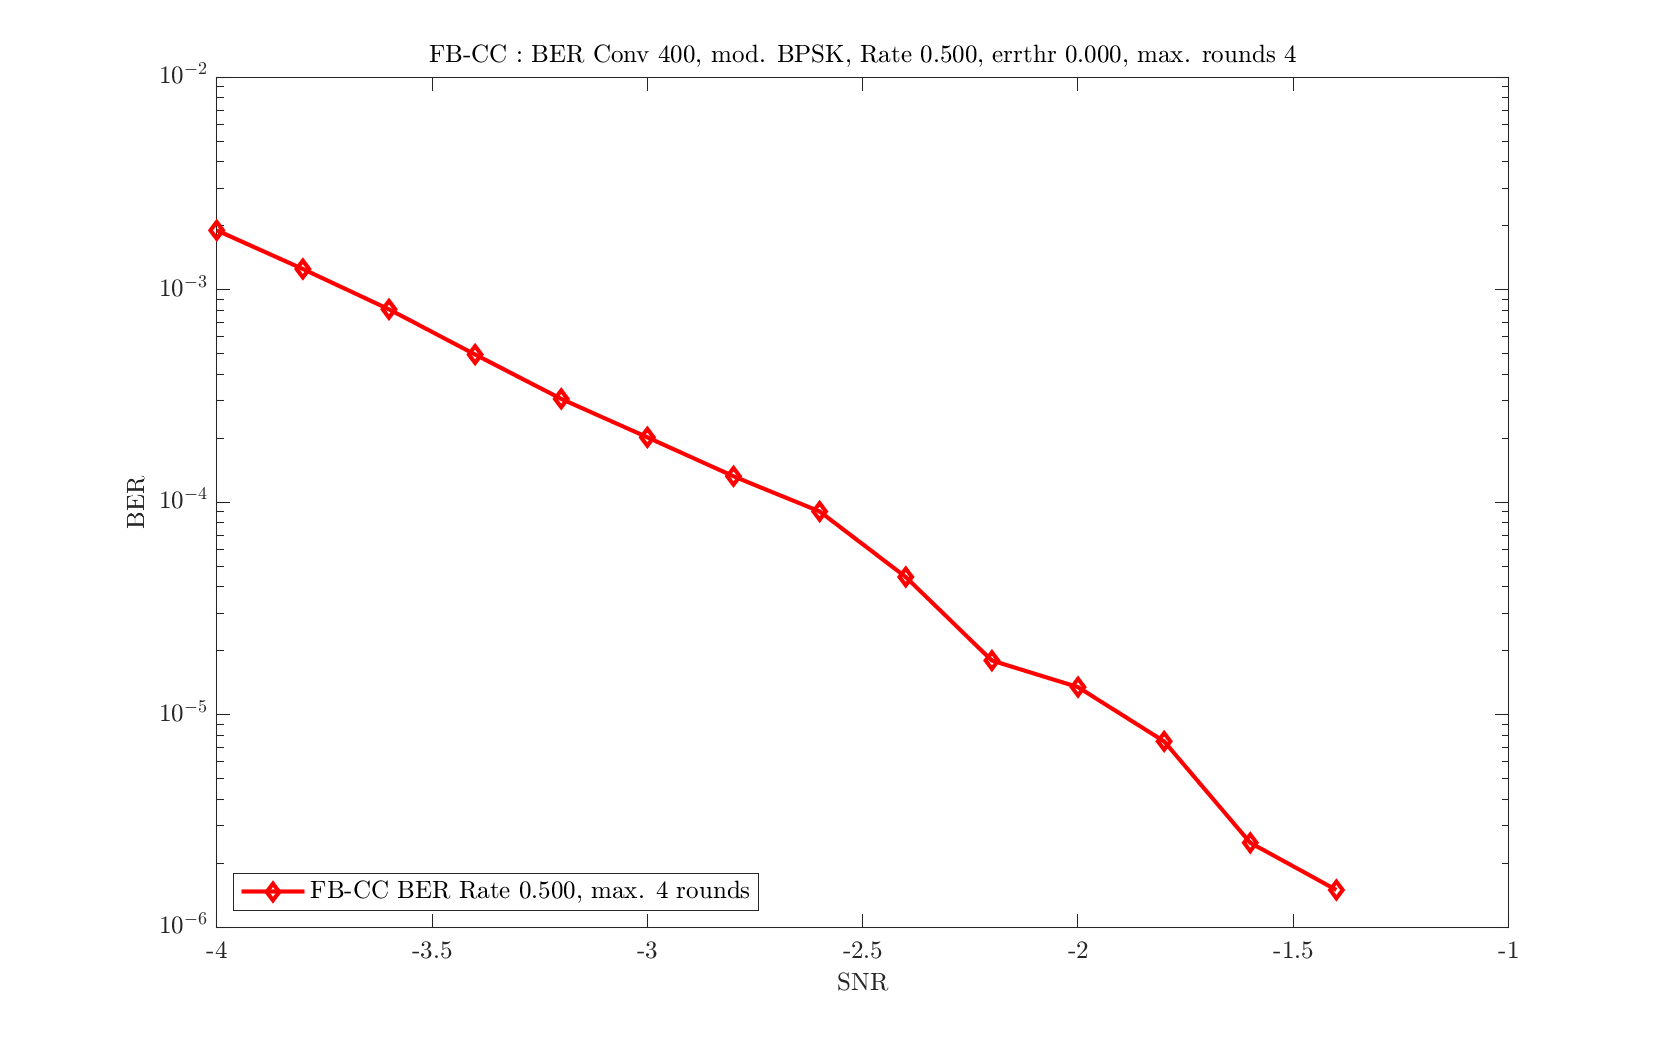 FB-CC : BER Conv 400, mod. BPSK, Rate 0.500, errthr 0.000, max. rounds 4
10^-2
10^-3
10^-4
10^-5
10^-6
BER
FB-CC BER Rate 0.500, max. 4 rounds
-4 -3.5 -3 -2.5 -2 -1.5 -1
SNR